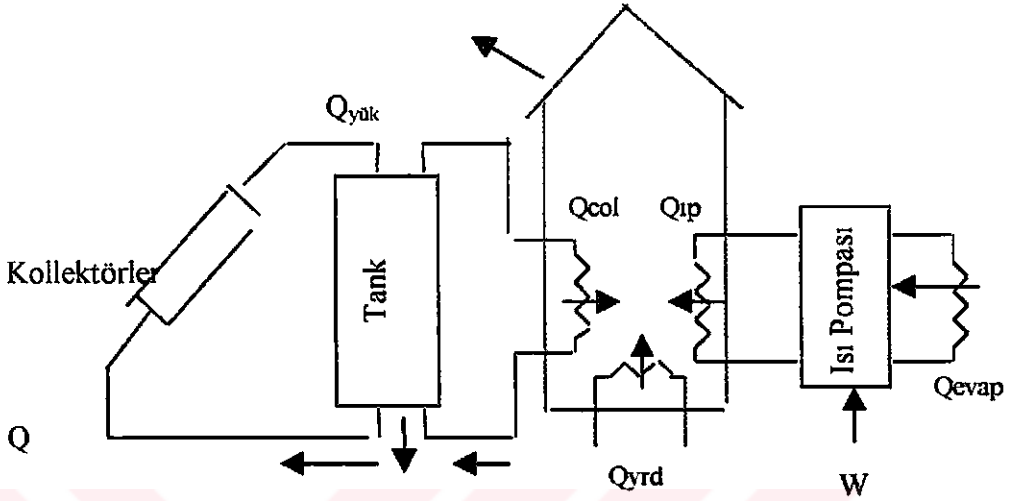 Qyük
Qcol
Qıp
Kollektörler
Tank
Isı Pompası
Qevap
Q
Qyrd
W